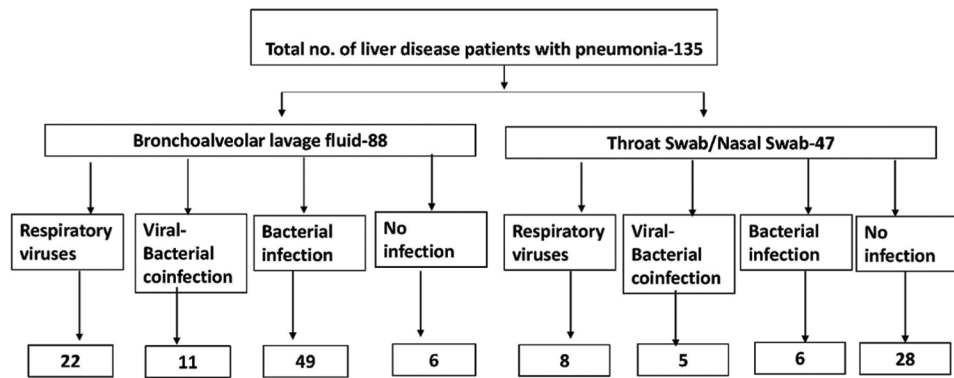 Total no. of liver disease patients with pneumonia-135
Bronchoalveolar lavage fluid-88
Throat Swab/Nasal Swab-47
Respiratory
viruses
Viral-
Bacterial
coinfection
Bacterial
infection
No
infection
Respiratory
viruses
Viral-
Bacterial
coinfection
Bacterial
infection
No
infection
22
11
49
6
8
5
6
28